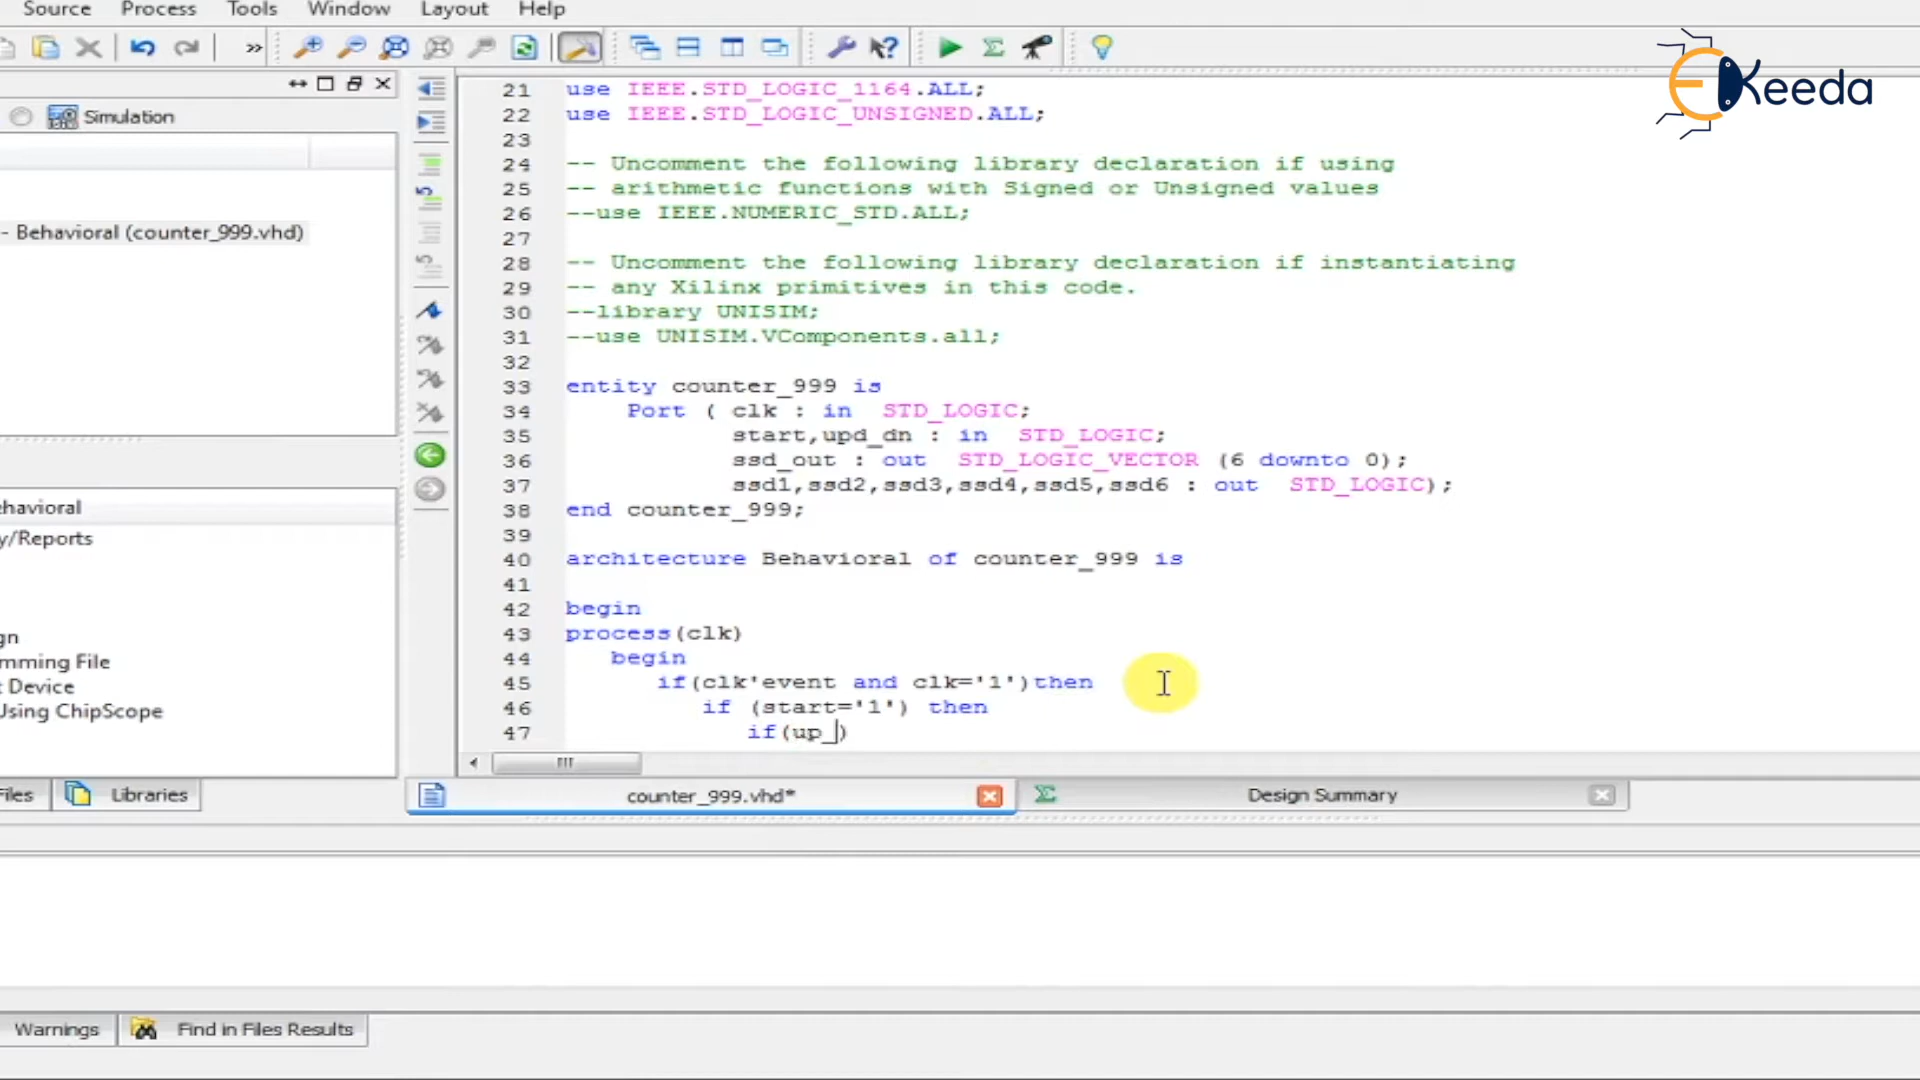 Source Process Tools Window Layout Help
»
EKeeda
Simulation
- Behavioral (counter_999.vhd)
ehavioral
y/Reports
gn
mming File
t Device
Using ChipScope
Files Libraries
21 use IEEE.STD_LOGIC_1164.ALL;
22 use IEEE.STD_LOGIC_UNSIGNED.ALL;
23
24 -- Uncomment the following library declaration if using
25 -- arithmetic functions with Signed or Unsigned values
26 --use IEEE.NUMERIC_STD.ALL;
27
28 -- Uncomment the following library declaration if instantiating
29 -- any Xilinx primitives in this code.
30 --library UNISIM;
31 --use UNISIM.VComponents.all;
32
33 entity counter_999 is
34 Port ( clk : in STD_LOGIC;
35 start,upd_dn : in STD_LOGIC;
36 ssd_out : out STD_LOGIC_VECTOR (6 downto 0);
37 ssd1,ssd2,ssd3,ssd4,ssd5,ssd6 : out STD_LOGIC);
38 end counter_999;
39
40 architecture Behavioral of counter_999 is
41
42 begin
43 process(clk)
44 begin
45 if(clk'event and clk='1')then
46 if (start='1') then
47 if(up_)
counter_999.vhd* Design Summary
Warnings Find in Files Results